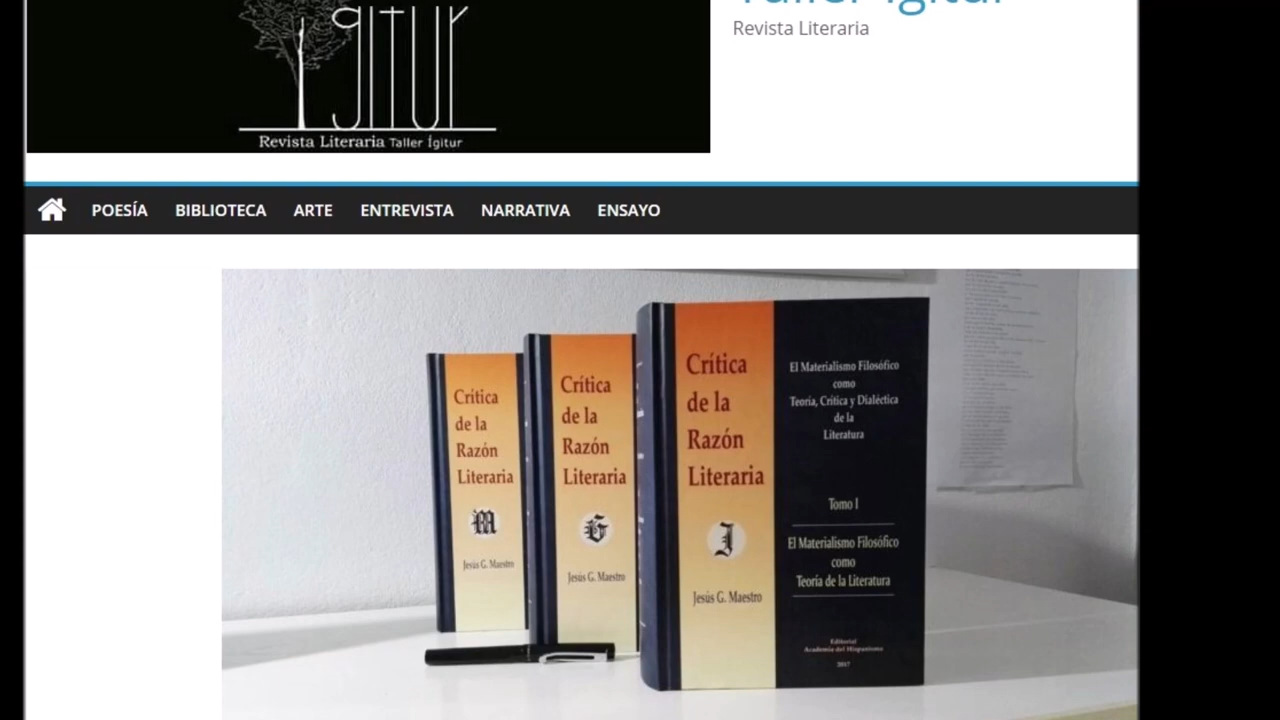 Taller Ígitur
Revista Literaria
ígitur
Revista Literaria Taller Ígitur
POESÍA
BIBLIOTECA
ARTE
ENTREVISTA
NARRATIVA
ENSAYO
Crítica
de la
Razón
Literaria
M
Jesús G. Maestro
Crítica
de la
Razón
Literaria
G
Jesús G. Maestro
Crítica
de la
Razón
Literaria
J
Jesús G. Maestro
El Materialismo Filosófico
como
Teoría, Crítica y Dialéctica
de la
Literatura
Tomo I
El Materialismo Filosófico
como
Teoría de la Literatura
Editorial
Academia del Hispanismo
2017